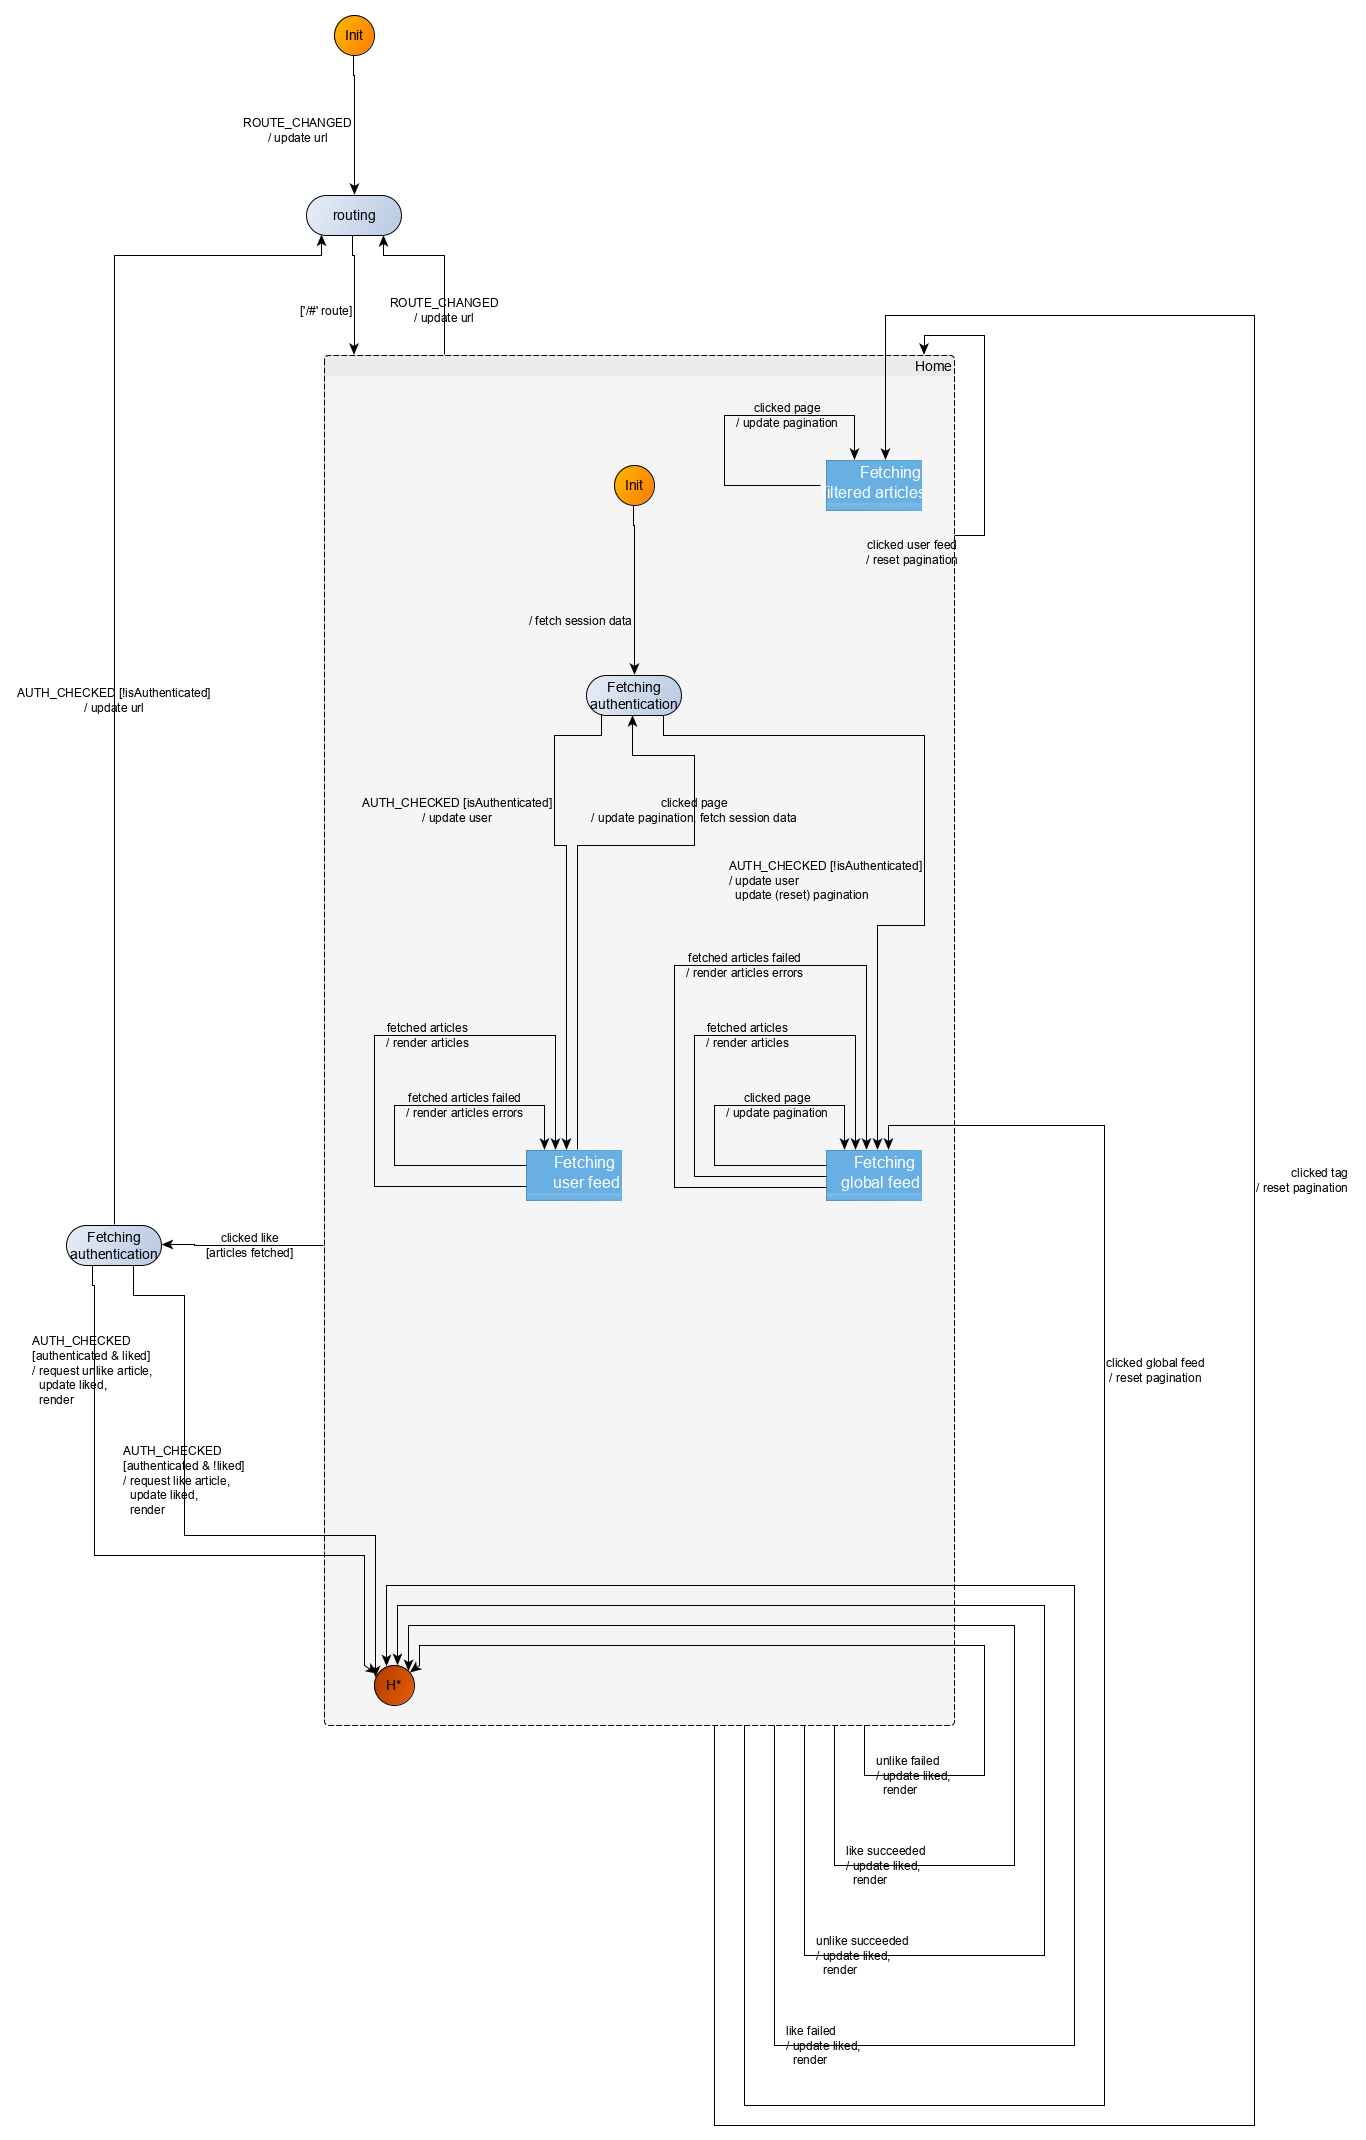 Init
ROUTE_CHANGED
/ update url
routing
['/#' route]
ROUTE_CHANGED
/ update url
Home
clicked page
/ update pagination
Fetching
filtered articles
Init
clicked user feed
/ reset pagination
/ fetch session data
Fetching
authentication
AUTH_CHECKED [!isAuthenticated]
/ update url
AUTH_CHECKED [isAuthenticated]
/ update user
clicked page
/ update pagination, fetch session data
AUTH_CHECKED [!isAuthenticated]
/ update user
update (reset) pagination
fetched articles failed
/ render articles errors
fetched articles
/ render articles
fetched articles
/ render articles
fetched articles failed
/ render articles errors
clicked page
/ update pagination
Fetching
user feed
Fetching
global feed
clicked tag
/ reset pagination
Fetching
authentication
clicked like
[articles fetched]
AUTH_CHECKED
[authenticated & liked]
/ request unlike article,
update liked,
render
clicked global feed
/ reset pagination
AUTH_CHECKED
[authenticated & !liked]
/ request like article,
update liked,
render
H*
unlike failed
/ update liked,
render
like succeeded
/ update liked,
render
unlike succeeded
/ update liked,
render
like failed
/ update liked,
render